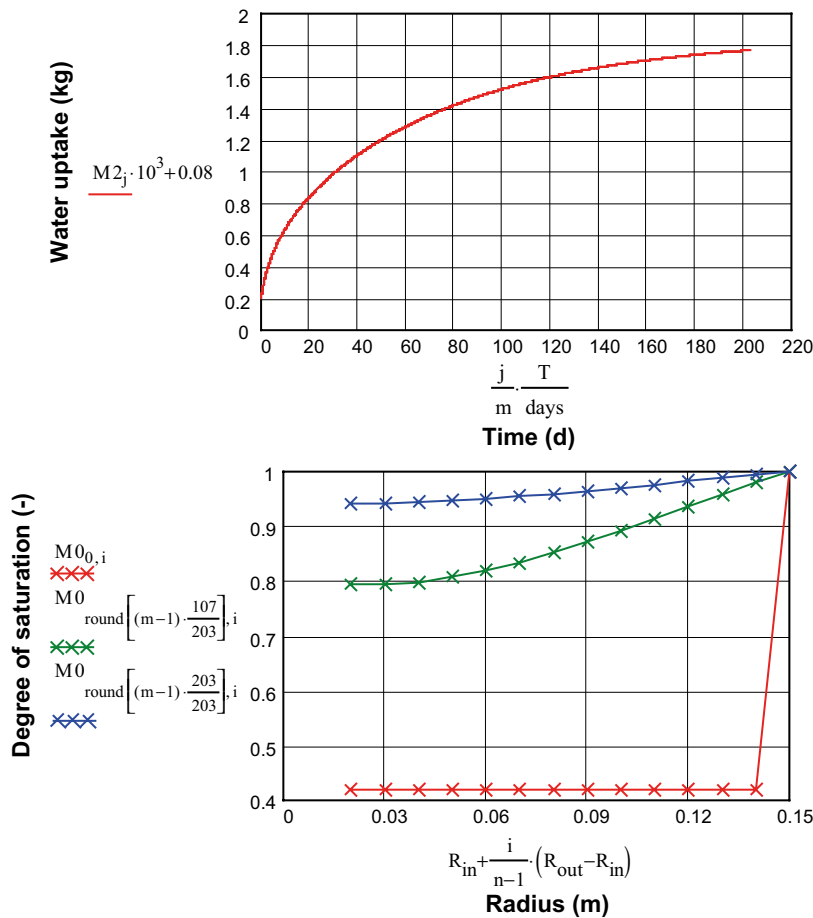 2
1.8
1.6
1.4
1.2
1
0.8
0.6
0.4
0.2
0
Water uptake (kg)
M2j·10³+0.08
0 20 40 60 80 100 120 140 160 180 200 220
j/m · T/days
Time (d)
1
0.9
0.8
0.7
0.6
0.5
0.4
Degree of saturation (-)
M0 0,i
M0 round[(m−1)·107/203],i
M0 round[(m−1)·203/203],i
0 0.03 0.06 0.09 0.12 0.15
Rin+ i/n−1 ·(Rout−Rin)
Radius (m)